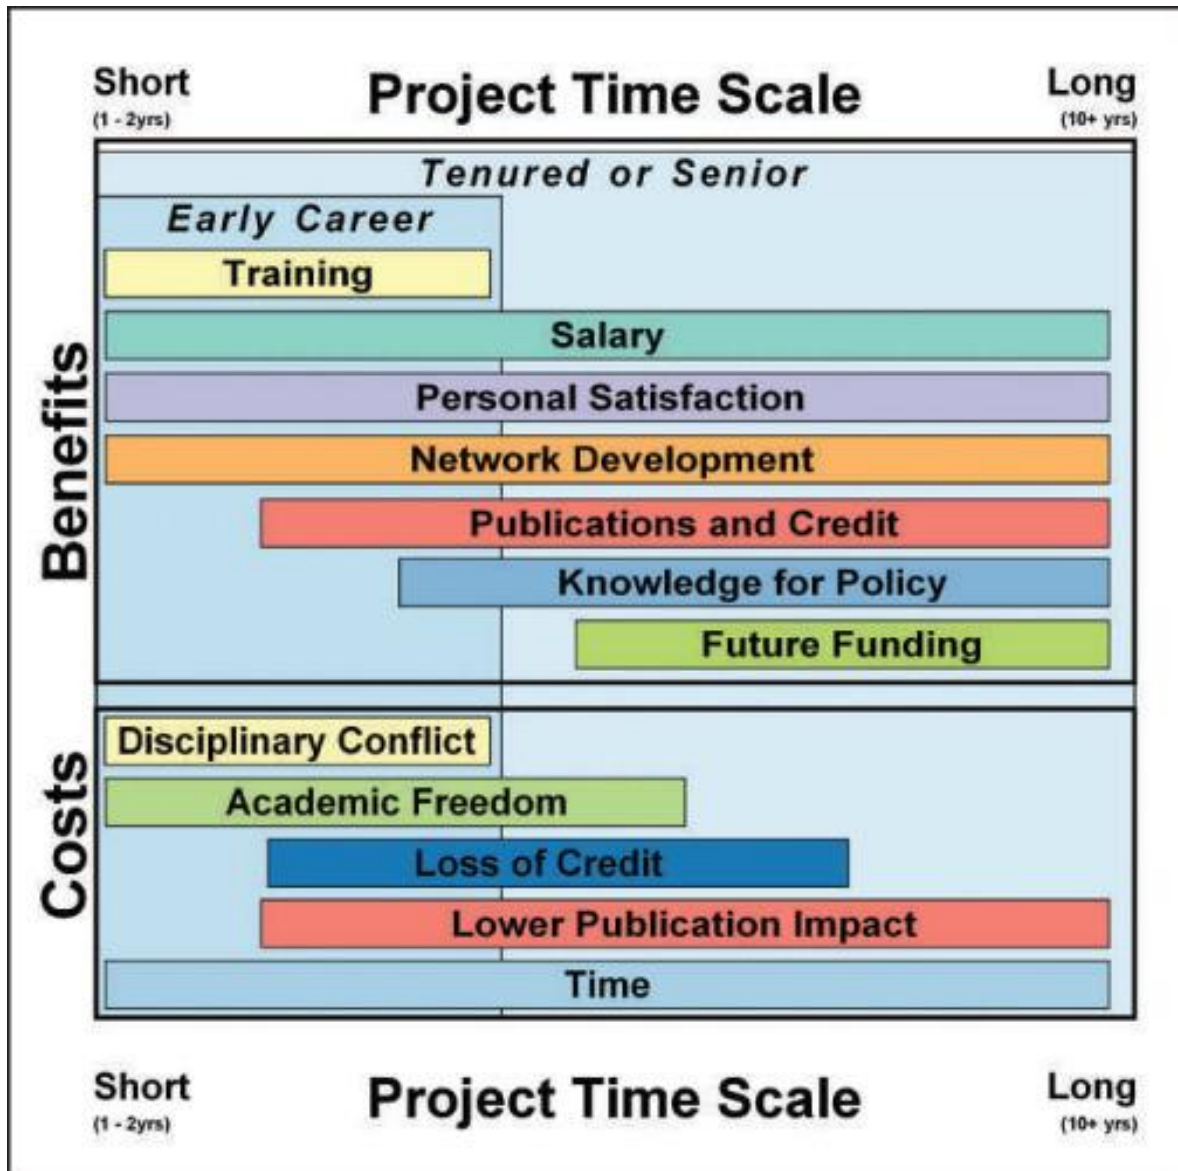 Short
Project Time Scale
Long
(1 - 2yrs)
(10+ yrs)
Tenured or Senior
Early Career
Benefits
Training
Salary
Personal Satisfaction
Network Development
Publications and Credit
Knowledge for Policy
Future Funding
Costs
Disciplinary Conflict
Academic Freedom
Loss of Credit
Lower Publication Impact
Time
Short
Project Time Scale
Long
(1 - 2yrs)
(10+ yrs)